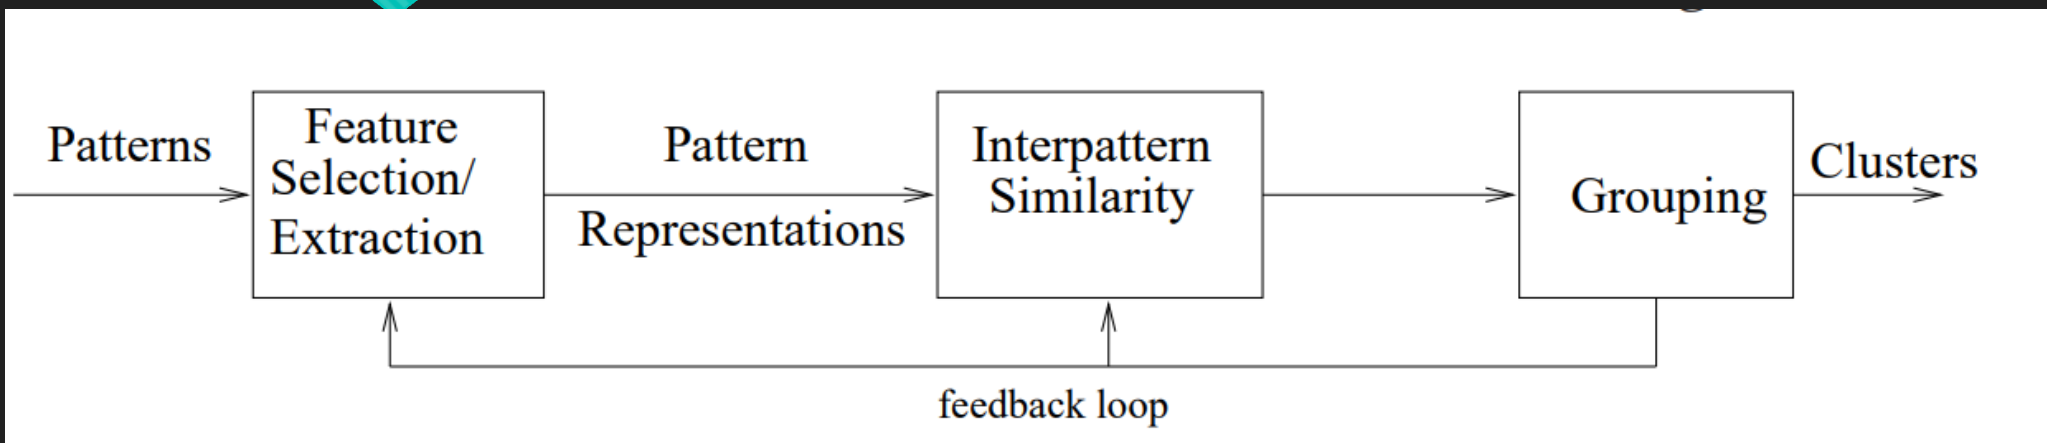 Patterns
Feature
Selection/
Extraction
Pattern
Representations
Interpattern
Similarity
Grouping
Clusters
feedback loop